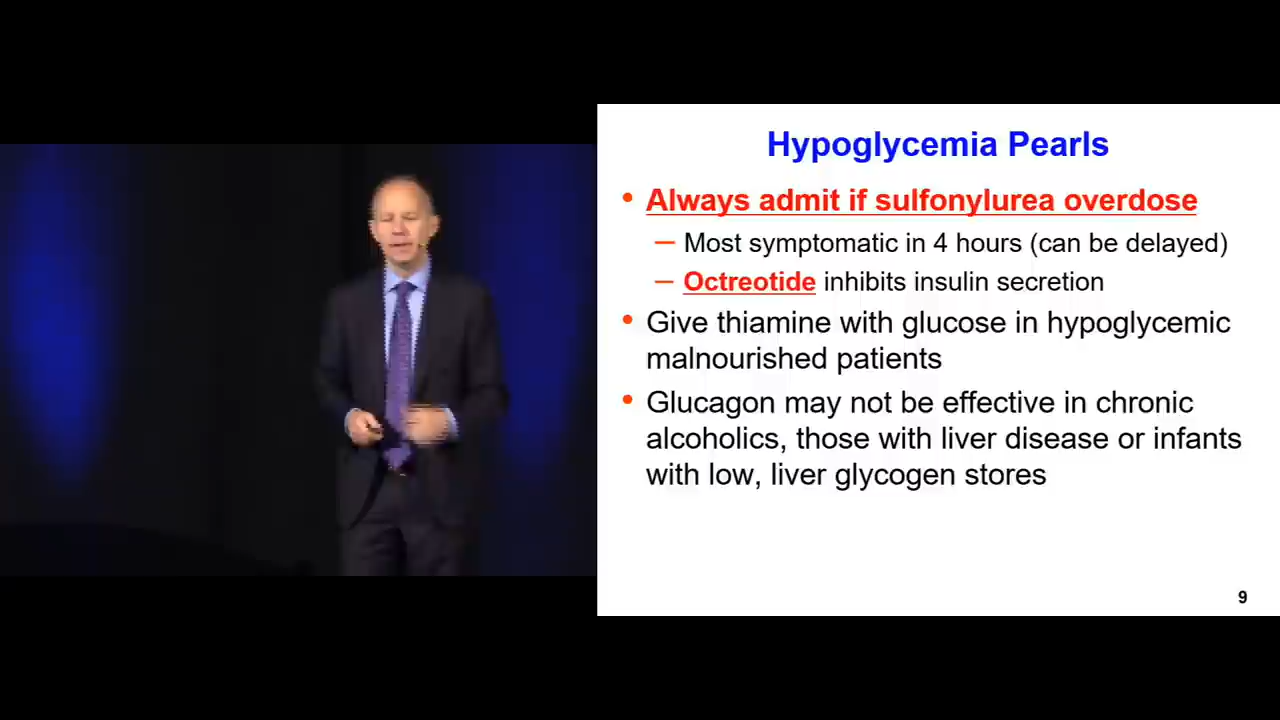 Hypoglycemia Pearls
• Always admit if sulfonylurea overdose
– Most symptomatic in 4 hours (can be delayed)
– Octreotide inhibits insulin secretion
• Give thiamine with glucose in hypoglycemic
malnourished patients
• Glucagon may not be effective in chronic
alcoholics, those with liver disease or infants
with low, liver glycogen stores
9